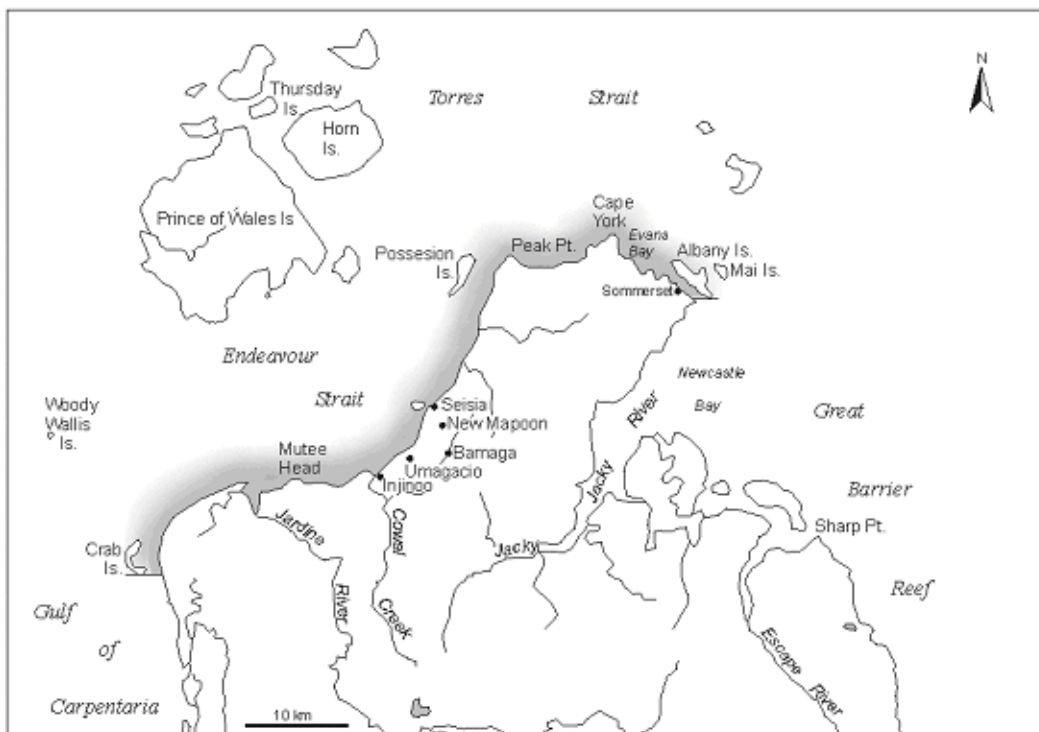 N
Thursday
Is.
Torres Strait
Horn
Is.
Prince of Wales Is
Cape
York
Possesion
Is.
Peak Pt.
Evans
Bay
Albany Is.
Mai Is.
Sommerset
Endeavour
Strait
Newcastle
Bay
Woody
Wallis
Is.
Seisia
New Mapoon
Bamaga
Umagacio
Injinoo
Mutee
Head
Great
Barrier
Reef
Sharp Pt.
Jacky
Jacky
River
Jardine
River
Cowal
Creek
Crab
Is.
Gulf
of
Carpentaria
Escape
River
10 km